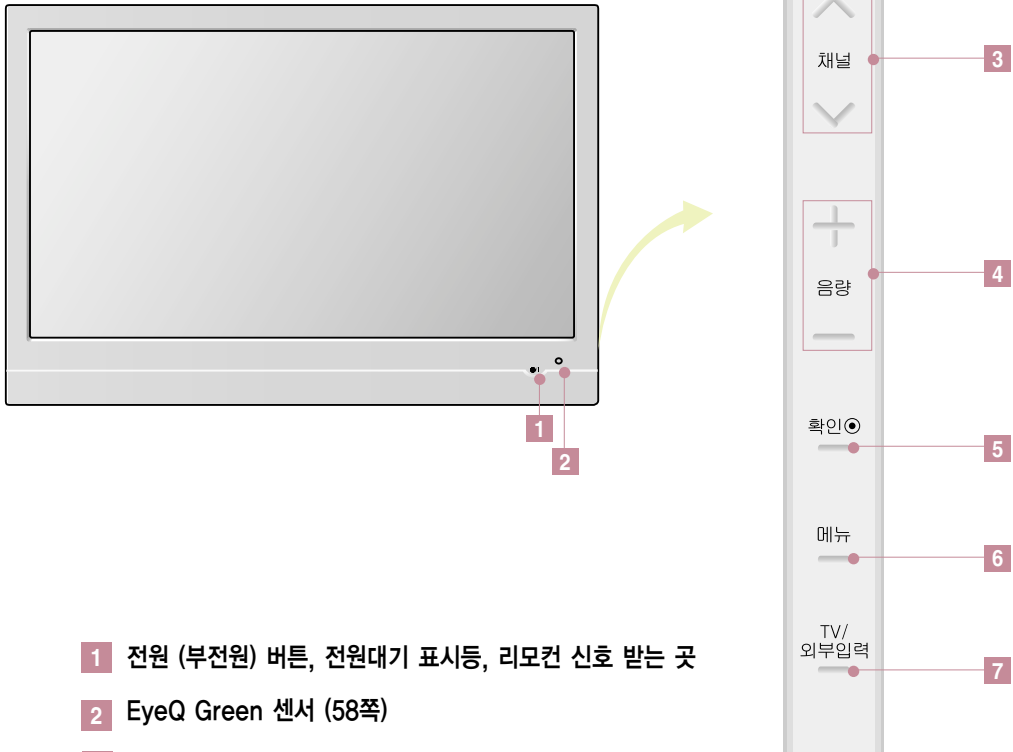 채널
3
음량
4
1
2
확인⦿
5
메뉴
6
TV/
외부입력
7
1 전원 (부전원) 버튼, 전원대기 표시등, 리모컨 신호 받는 곳
2 EyeQ Green 센서 (58쪽)